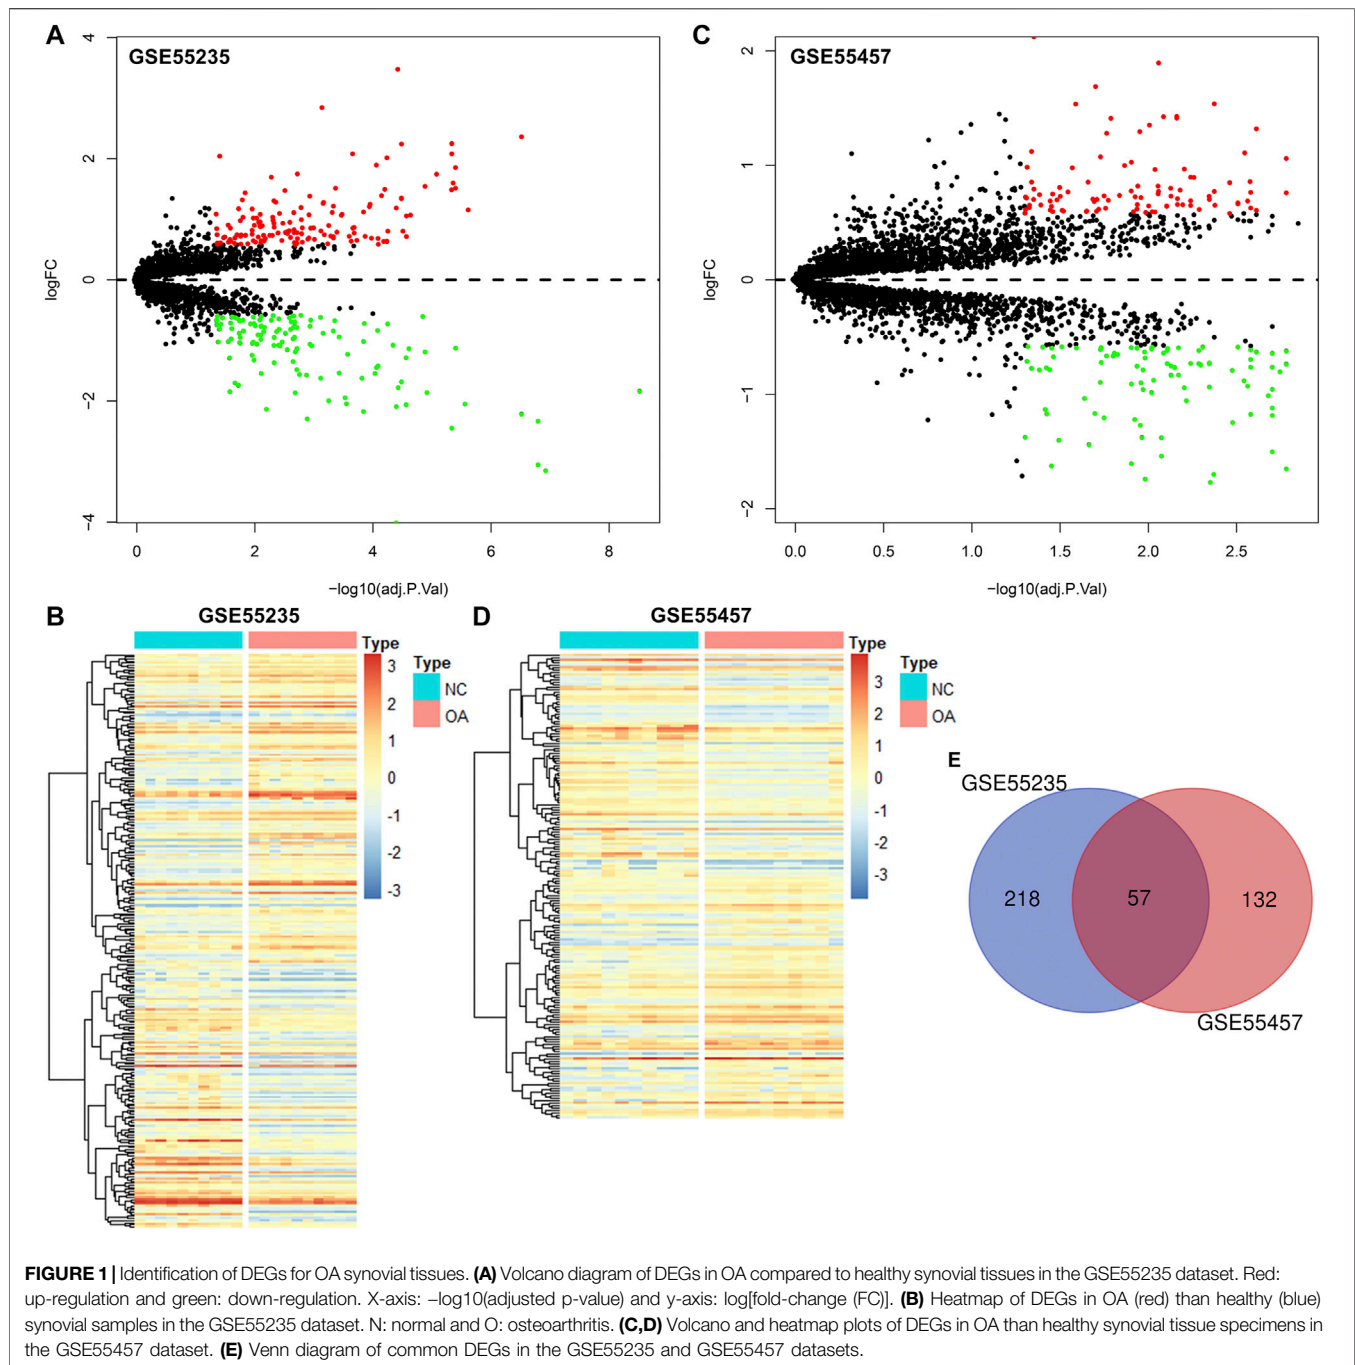 A
GSE55235
4
2
0
−2
−4
logFC
0 2 4 6 8
−log10(adj.P.Val)
C
GSE55457
2
1
0
−1
−2
logFC
0.0 0.5 1.0 1.5 2.0 2.5
−log10(adj.P.Val)
B
GSE55235
Type
3
2
1
0
-1
-2
-3
Type
NC
OA
D
GSE55457
Type
3
2
1
0
-1
-2
-3
Type
NC
OA
E
GSE55235
218 57 132
GSE55457
FIGURE 1 | Identification of DEGs for OA synovial tissues. (A) Volcano diagram of DEGs in OA compared to healthy synovial tissues in the GSE55235 dataset. Red:
up-regulation and green: down-regulation. X-axis: −log10(adjusted p-value) and y-axis: log[fold-change (FC)]. (B) Heatmap of DEGs in OA (red) than healthy (blue)
synovial samples in the GSE55235 dataset. N: normal and O: osteoarthritis. (C,D) Volcano and heatmap plots of DEGs in OA than healthy synovial tissue specimens in
the GSE55457 dataset. (E) Venn diagram of common DEGs in the GSE55235 and GSE55457 datasets.